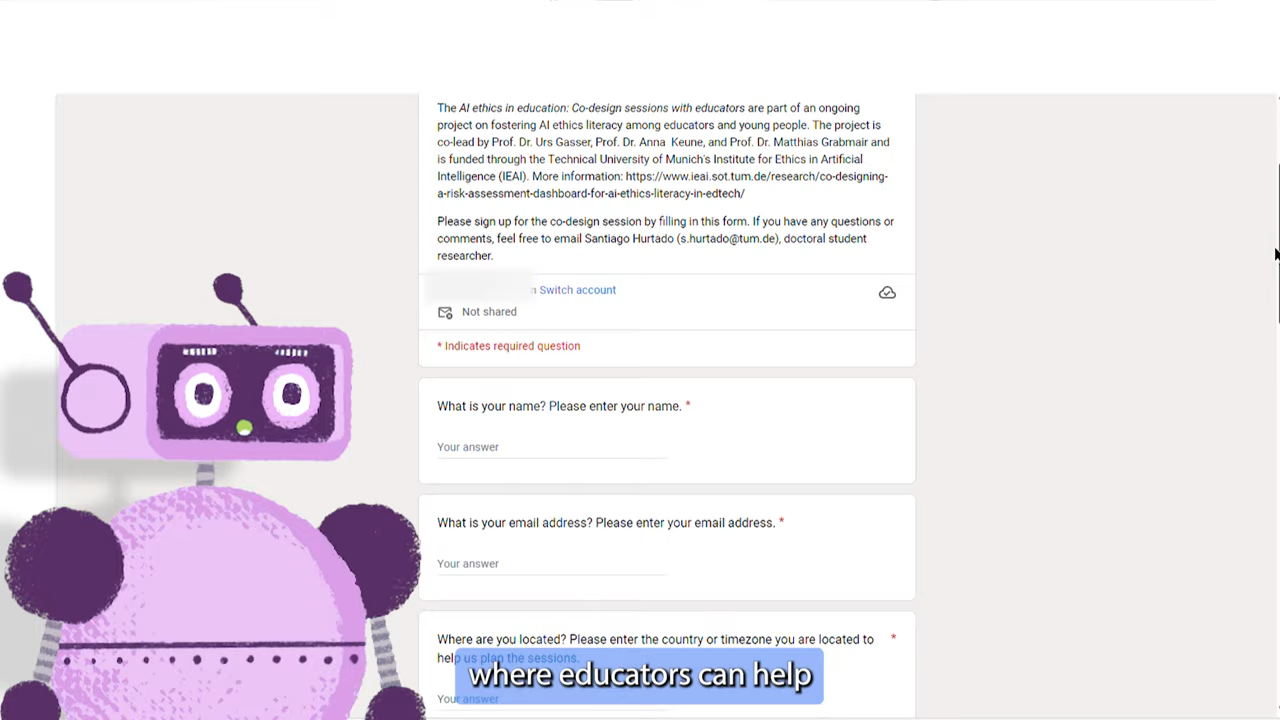 The AI ethics in education: Co-design sessions with educators are part of an ongoing
project on fostering AI ethics literacy among educators and young people. The project is
co-lead by Prof. Dr. Urs Gasser, Prof. Dr. Anna Keune, and Prof. Dr. Matthias Grabmair and
is funded through the Technical University of Munich's Institute for Ethics in Artificial
Intelligence (IEAI). More information: https://www.ieai.sot.tum.de/research/co-designing-
a-risk-assessment-dashboard-for-ai-ethics-literacy-in-edtech/
Please sign up for the co-design session by filling in this form. If you have any questions or
comments, feel free to email Santiago Hurtado (s.hurtado@tum.de), doctoral student
researcher.
Switch account
Not shared
* Indicates required question
What is your name? Please enter your name. *
Your answer
What is your email address? Please enter your email address. *
Your answer
Where are you located? Please enter the country or timezone you are located to *
help us plan the sessions.
where educators can help
Your answer